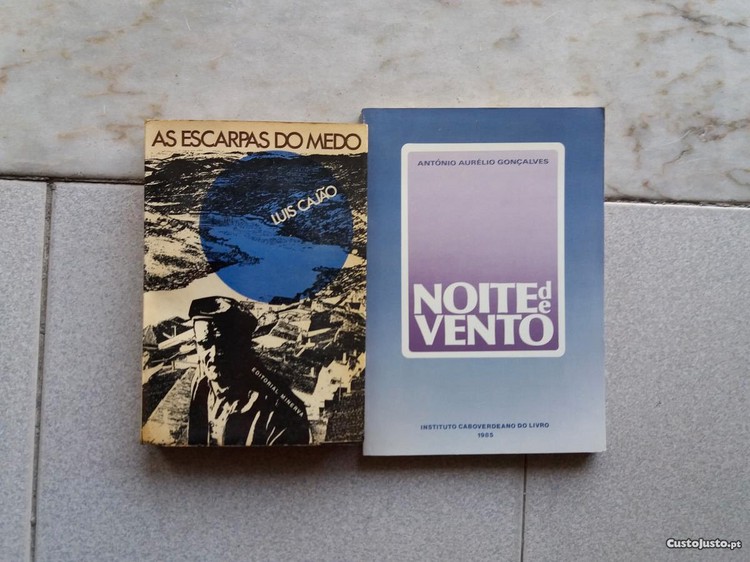 AS ESCARPAS DO MEDO
LUIS CAJÃO
EDITORIAL MINERVA
ANTÓNIO AURÉLIO GONÇALVES
NOITE de
VENTO
INSTITUTO CABOVERDEANO DO LIVRO
1985
CustoJusto.pt